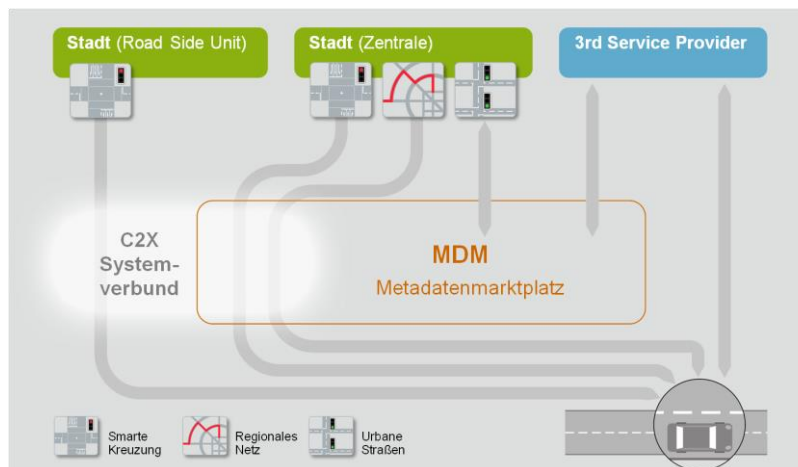 Stadt (Road Side Unit)
Stadt (Zentrale)
3rd Service Provider
C2X
System-
verbund
MDM
Metadatenmarktplatz
Smarte
Kreuzung
Regionales
Netz
Urbane
Straßen